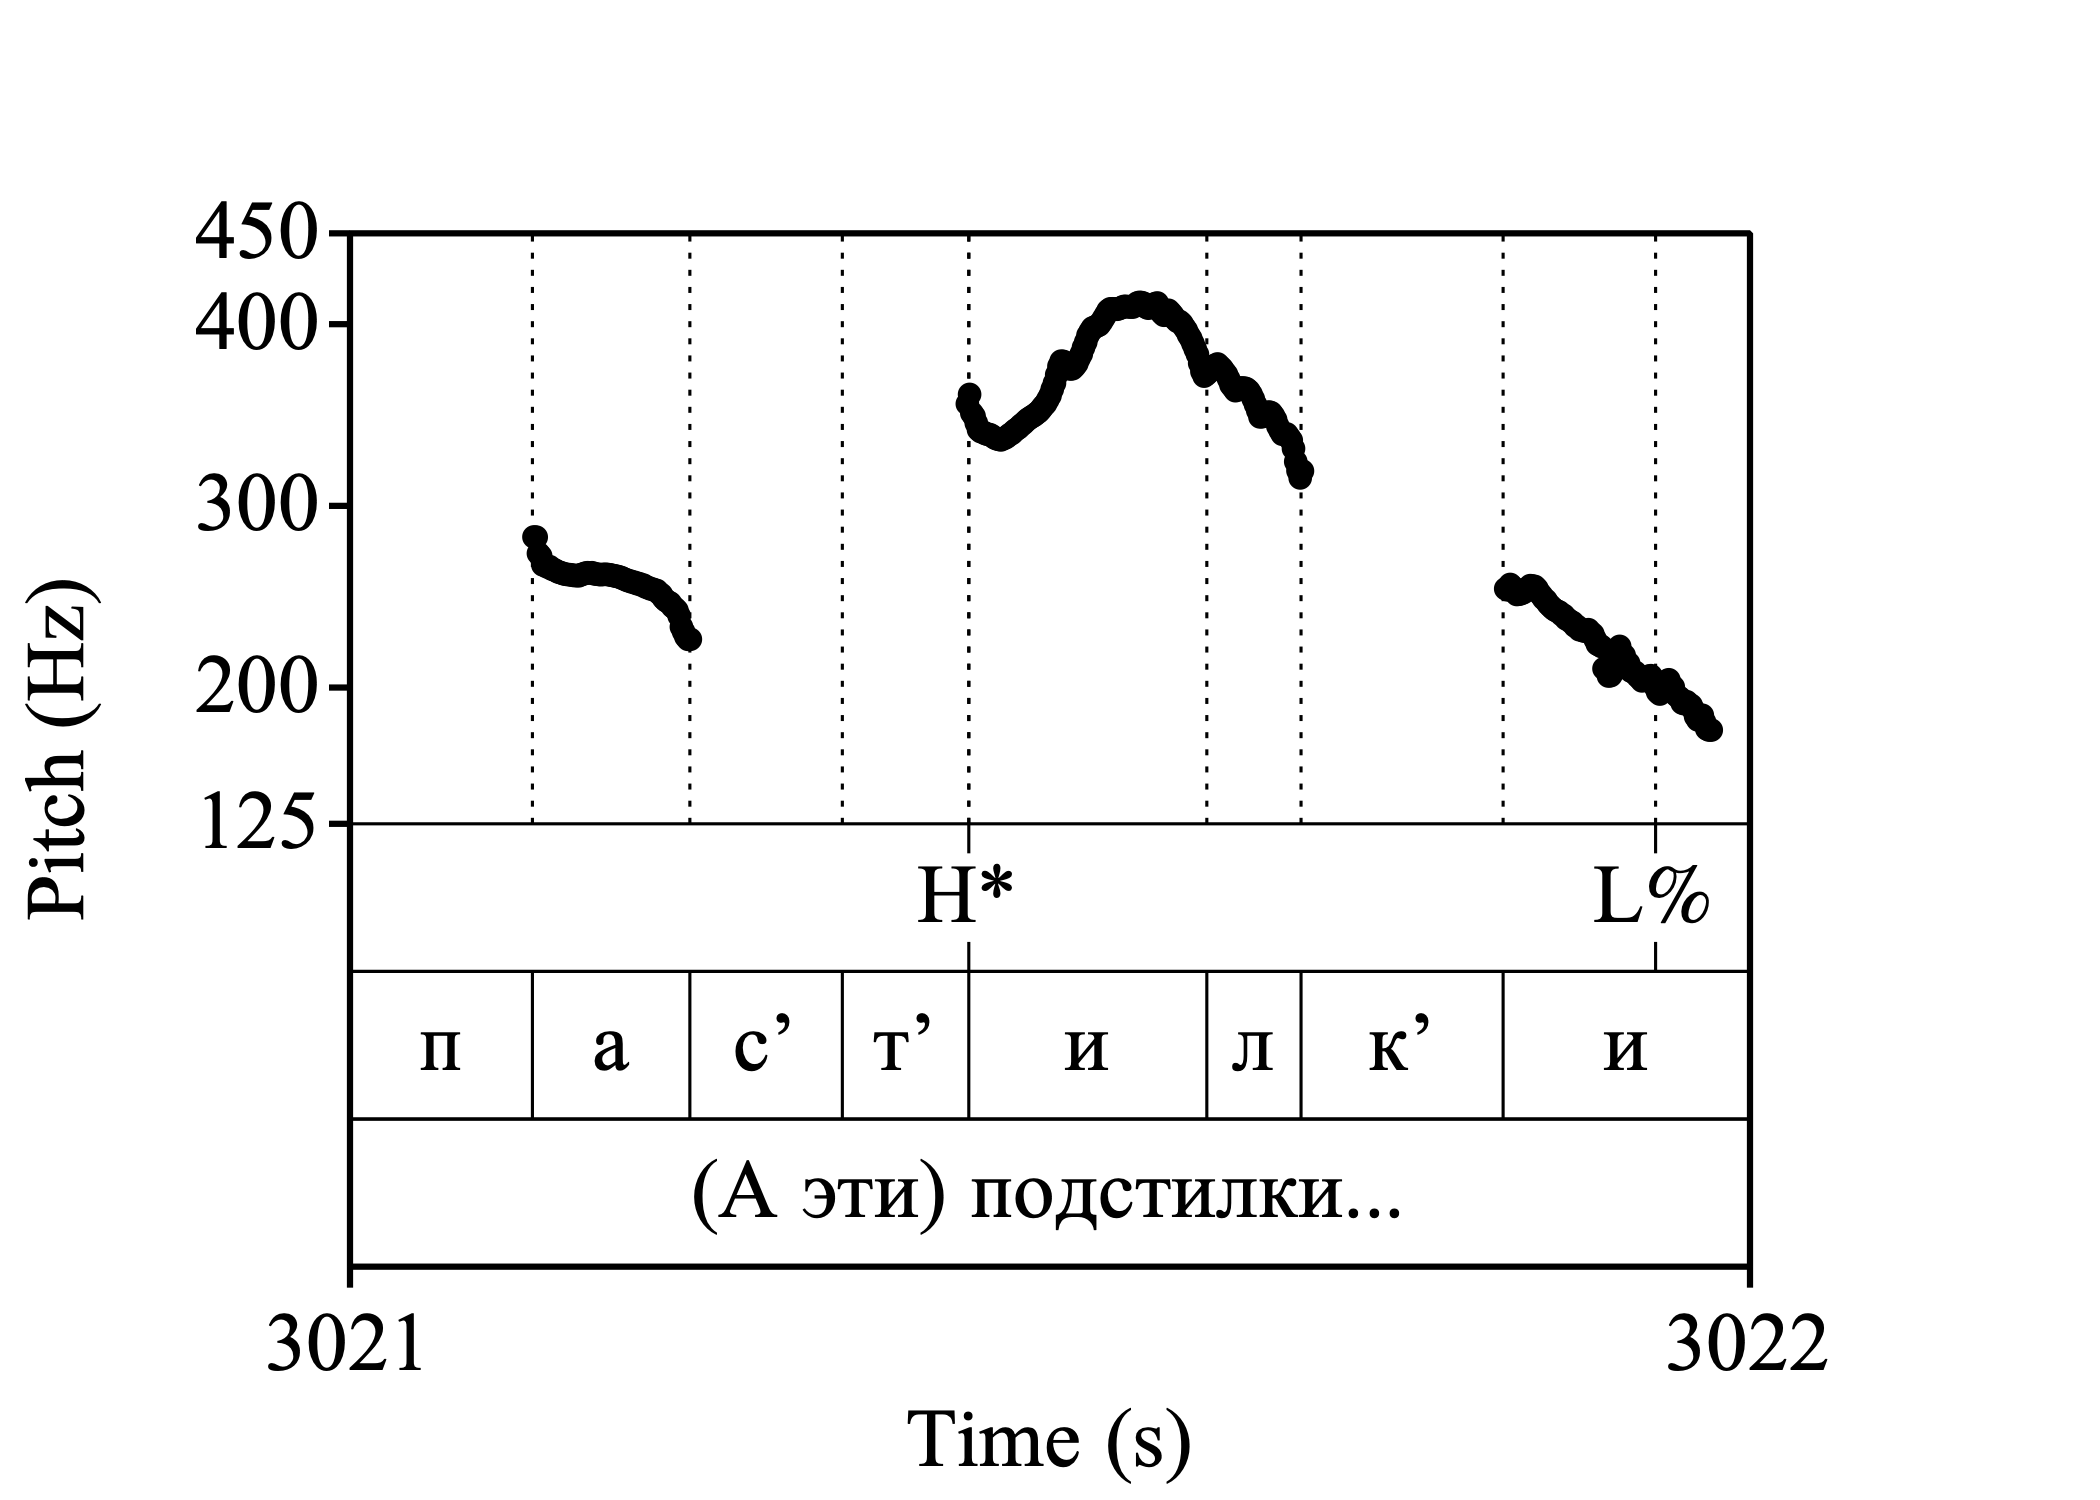 450
400
300
200
125
Pitch (Hz)
H* L%
п а с’ т’ и л к’ и
(А эти) подстилки...
3021 3022
Time (s)